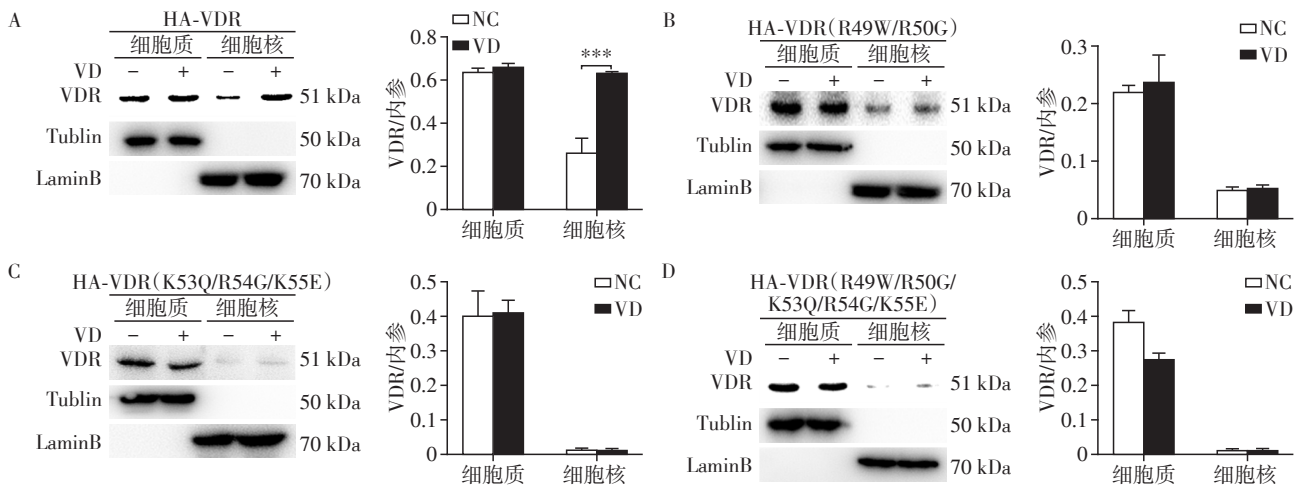 A
HA-VDR
细胞质 细胞核
VD − + − +
VDR 51 kDa
Tublin 50 kDa
LaminB 70 kDa
NC
VD
***
VDR/内参
0.8
0.6
0.4
0.2
0
细胞质 细胞核
B
HA-VDR(R49W/R50G)
细胞质 细胞核
VD − + − +
VDR 51 kDa
Tublin 50 kDa
LaminB 70 kDa
NC
VD
VDR/内参
0.3
0.2
0.1
0
细胞质 细胞核
C
HA-VDR(K53Q/R54G/K55E)
细胞质 细胞核
VD − + − +
VDR 51 kDa
Tublin 50 kDa
LaminB 70 kDa
NC
VD
VDR/内参
0.5
0.4
0.3
0.2
0.1
0
细胞质 细胞核
D
HA-VDR(R49W/R50G/
K53Q/R54G/K55E)
细胞质 细胞核
VD − + − +
VDR 51 kDa
Tublin 50 kDa
LaminB 70 kDa
NC
VD
VDR/内参
0.5
0.4
0.3
0.2
0.1
0
细胞质 细胞核